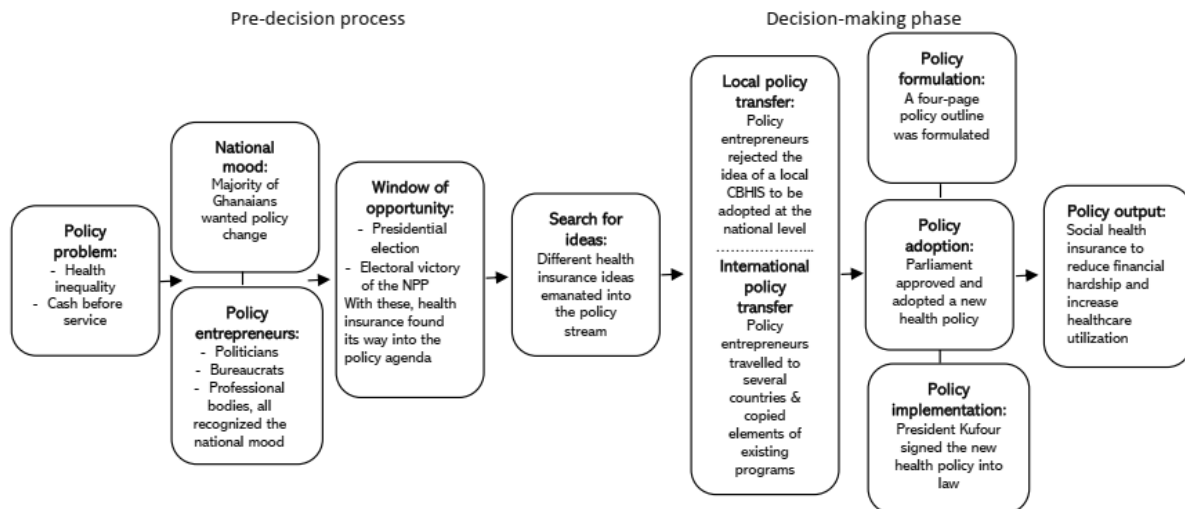 Pre-decision process
Decision-making phase
Policy
problem:
- Health
inequality
- Cash before
service
National
mood:
Majority of
Ghanaians
wanted policy
change
Policy
entrepreneurs:
- Politicians
- Bureaucrats
- Professional
bodies, all
recognized the
national mood
Window of
opportunity:
- Presidential
election
- Electoral victory
of the NPP
With these, health
insurance found
its way into the
policy agenda
Search for
ideas:
Different health
insurance ideas
emanated into
the policy
stream
Local policy
transfer:
Policy
entrepreneurs
rejected the
idea of a local
CBHIS to be
adopted at the
national level
International
policy
transfer
Policy
entrepreneurs
travelled to
several
countries &
copied
elements of
existing
programs
Policy
formulation:
A four-page
policy outline
was formulated
Policy
adoption:
Parliament
approved and
adopted a new
health policy
Policy
implementation:
President Kufour
signed the new
health policy into
law
Policy output:
Social health
insurance to
reduce financial
hardship and
increase
healthcare
utilization